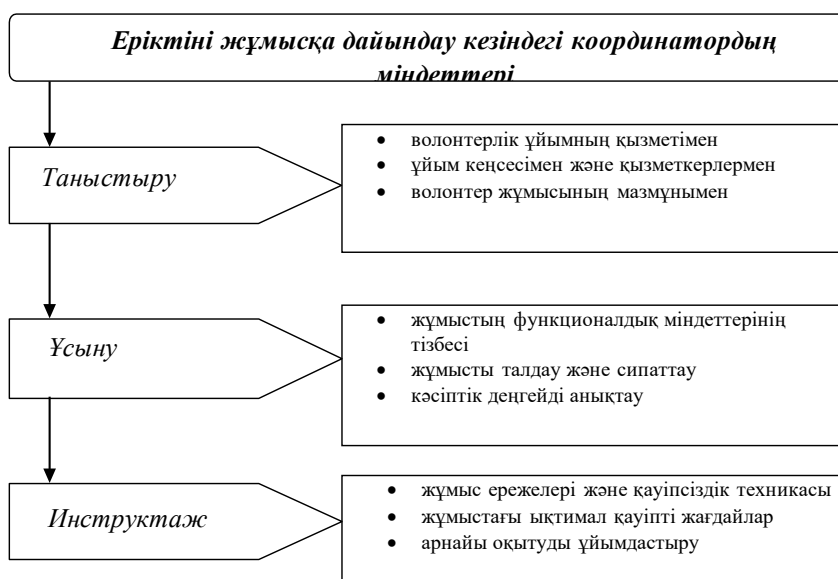 Еріктіні жұмысқа дайындау кезіндегі координатордың
міндеттері
Таныстыру
• волонтерлік ұйымның қызметімен
• ұйым кеңсесімен және қызметкерлермен
• волонтер жұмысының мазмұнымен
Ұсыну
• жұмыстың функционалдық міндеттерінің
тізбесі
• жұмысты талдау және сипаттау
• кәсіптік деңгейді анықтау
Инструктаж
• жұмыс ережелері және қауіпсіздік техникасы
• жұмыстағы ықтимал қауіпті жағдайлар
• арнайы оқытуды ұйымдастыру